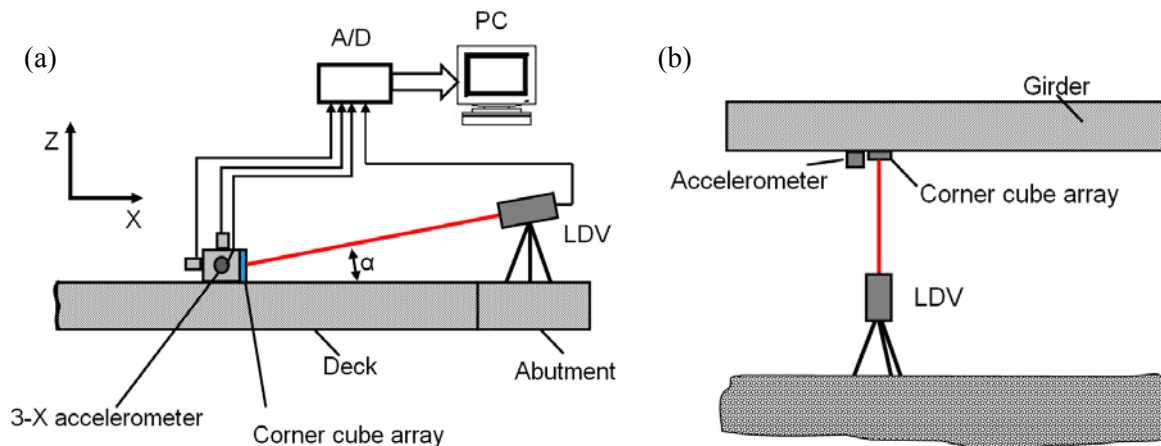 (a)
A/D
PC
Z
X
α
LDV
Deck
Abutment
3-X accelerometer
Corner cube array
(b)
Girder
Accelerometer
Corner cube array
LDV